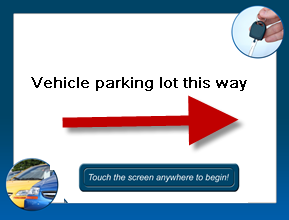 Vehicle parking lot this way
Touch the screen anywhere to begin!